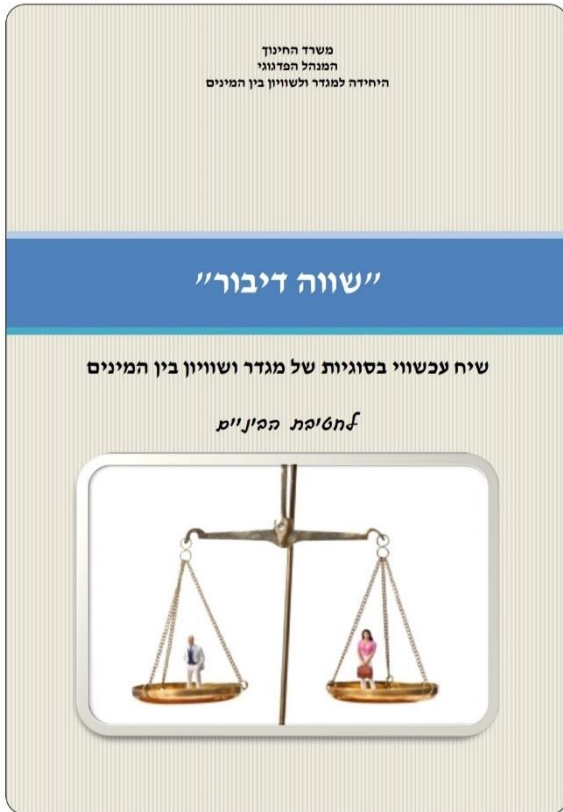 משרד החינוך
המנהל הפדגוגי
היחידה למגדר ולשוויון בין המינים
״שווה דיבור״
שיח עכשווי בסוגיות של מגדר ושוויון בין המינים
לחטיבת הביניים